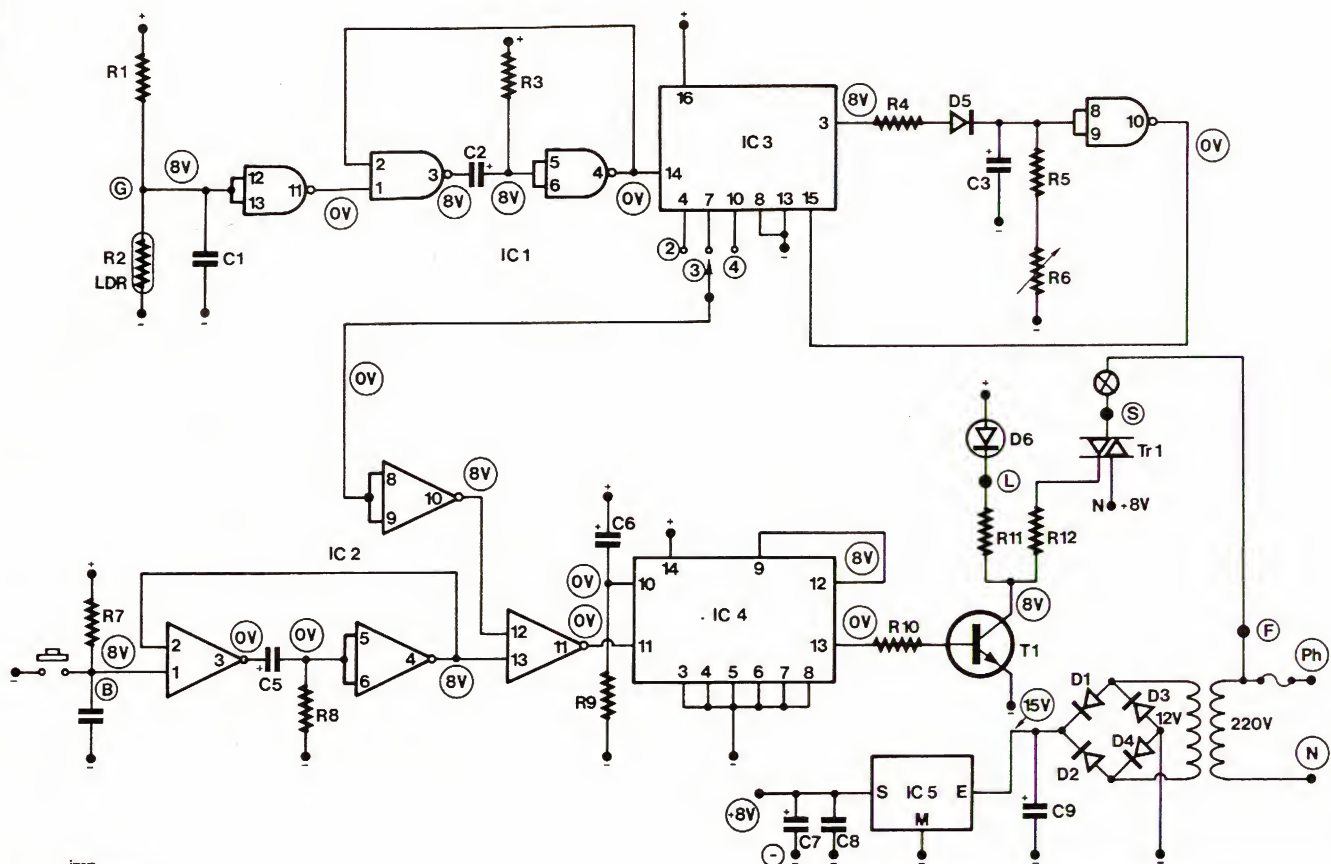 +
R1
8V
G
12
13
11
0V
R2
LDR
C1
-
-
2
1
3
8V
C2
+
8V
+
R3
5
6
4
0V
IC 1
+
16
14
IC 3
3
4
7
10
8
13
15
2
3
4
-
8V
R4
D5
+
C3
-
R5
R6
-
8
9
10
0V
0V
8
9
10
8V
IC 2
+
R7
8V
-
B
-
2
1
3
0V
C5
+
0V
R8
-
5
6
4
8V
12
13
11
0V
+
C6
0V
R9
-
+
14
9
12
8V
10
11
IC 4
13
0V
3
4
5
6
7
8
-
R10
T1
8V
-
+
D6
L
R11
R12
S
Tr 1
N
+8V
F
Ph
N
220V
12V
D1
D3
D2
D4
15V
-
+
C9
-
S
IC 5
E
M
-
+8V
+
C7
C8
-
-
-